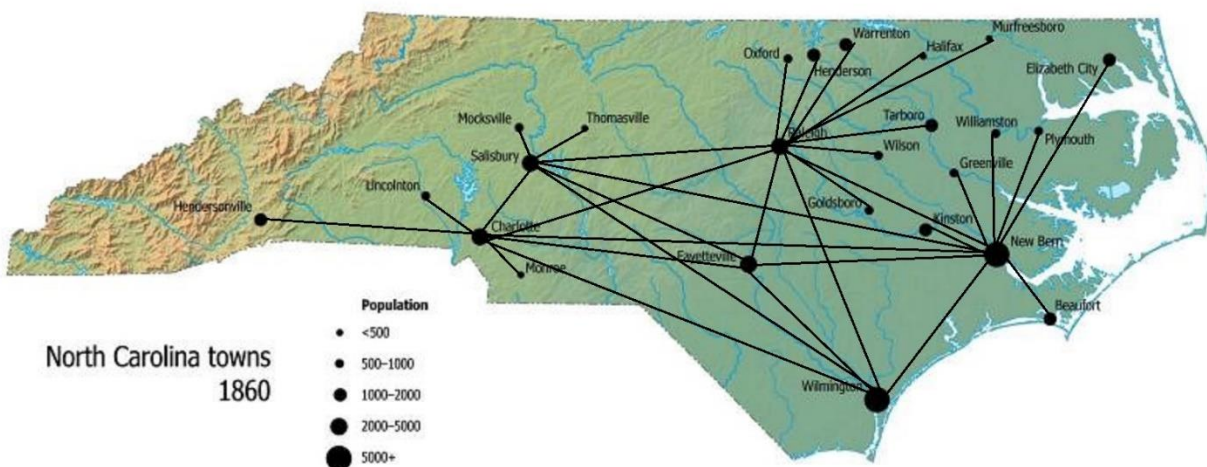 Murfreesboro
Warrenton
Oxford
Halifax
Henderson
Elizabeth City
Mocksville
Thomasville
Tarboro
Williamston
Raleigh
Plymouth
Salisbury
Wilson
Greenville
Lincolnton
Hendersonville
Goldsboro
Kinston
Charlotte
New Bern
Fayetteville
Monroe
Beaufort
Population
<500
North Carolina towns
1860
500–1000
1000–2000
Wilmington
2000–5000
5000+